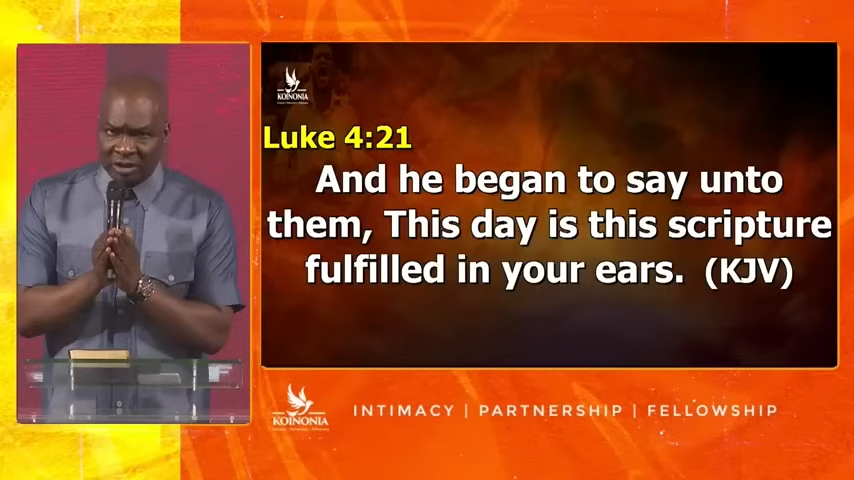 KOINONIA
Luke 4:21
And he began to say unto
them, This day is this scripture
fulfilled in your ears. (KJV)
KOINONIA
INTIMACY | PARTNERSHIP | FELLOWSHIP